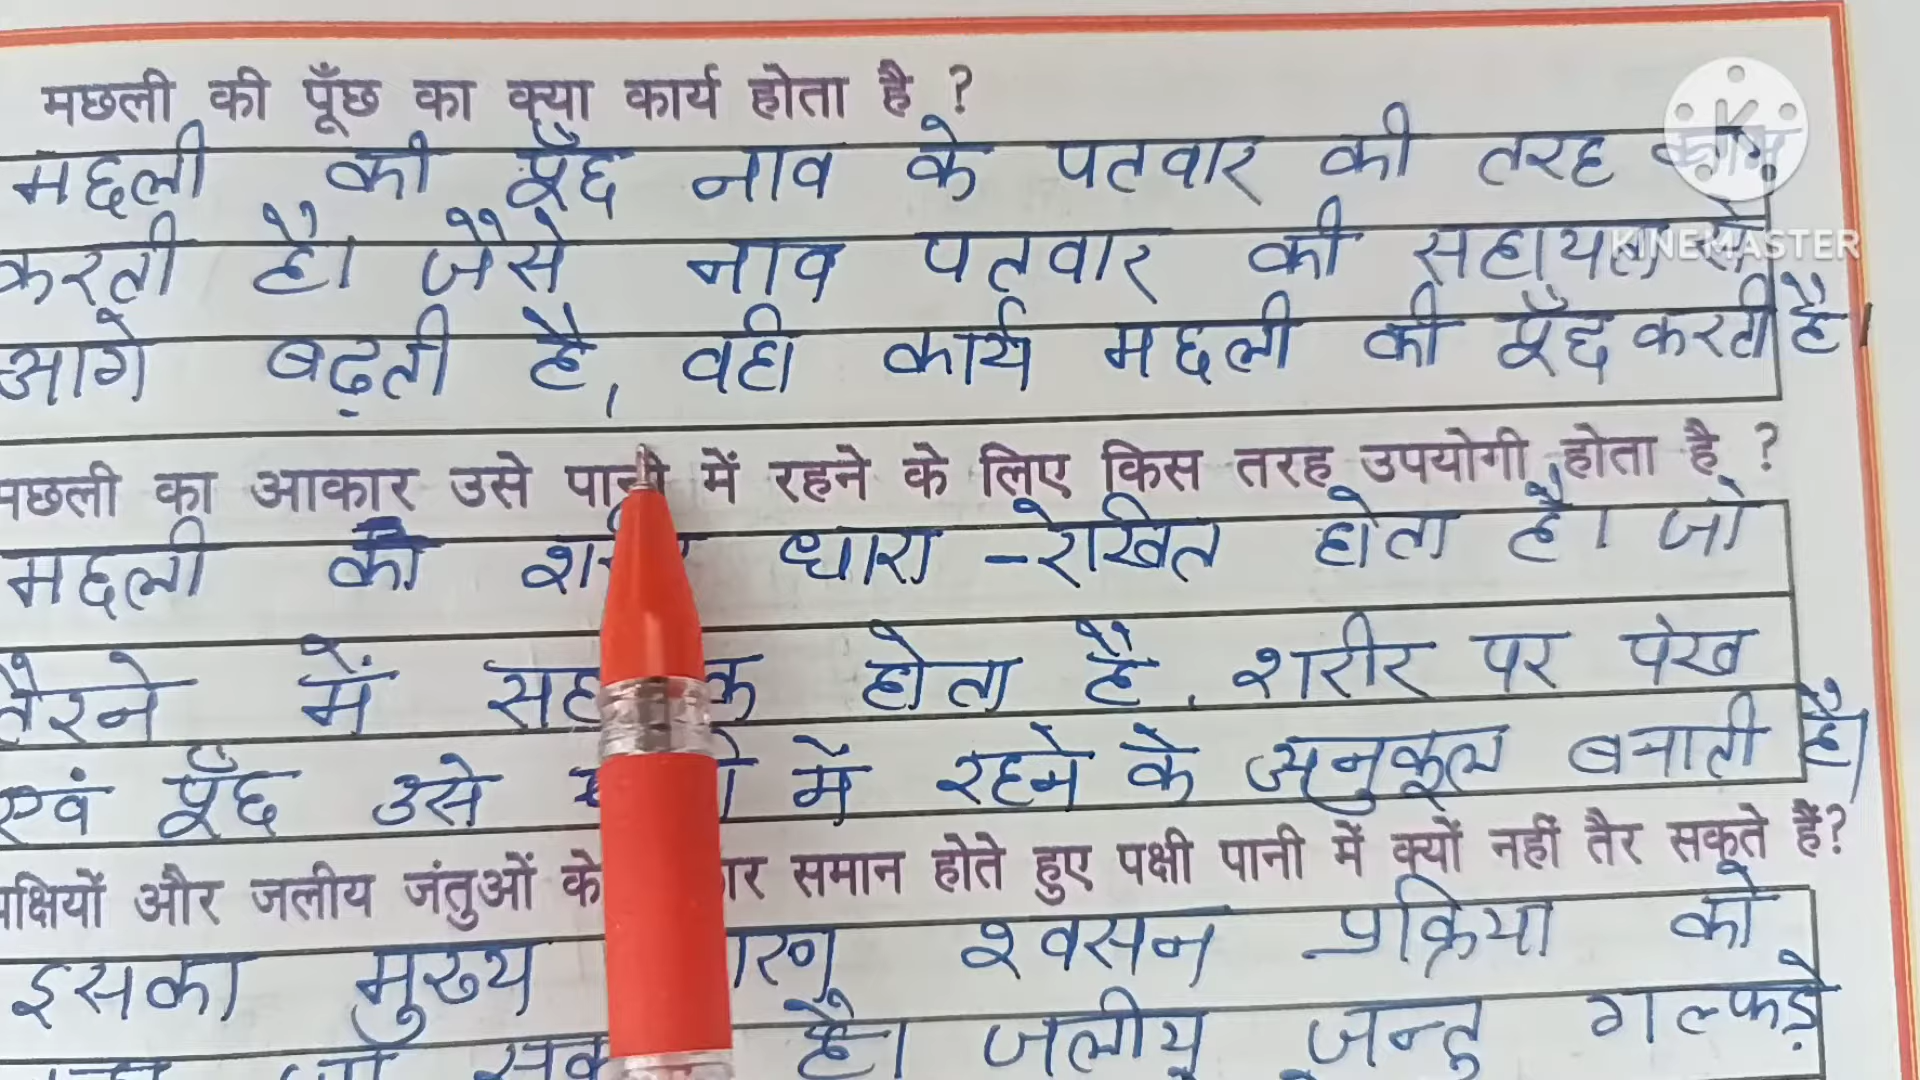 मछली की पूँछ का क्या कार्य होता है ?
मछली की पूँछ नाव के पतवार की तरह काम
करती है। जैसे नाव पतवार की सहायता से
KINEMASTER
आगे बढ़ती है, वही कार्य मछली की पूँछ करती है।
मछली का आकार उसे पानी में रहने के लिए किस तरह उपयोगी होता है ?
मछली का धारा-रेखित होता है। जो
तैरने में होता है, शरीर पर पंख
एवं पूँछ उसे में रहने के अनुकूल बनाती है।
पक्षियों और जलीय जंतुओं के समान होते हुए पक्षी पानी में क्यों नहीं तैर सकते हैं?
इसका मुख्य श्वसन प्रक्रिया को
है। जलीय जन्तु गल्फड़े